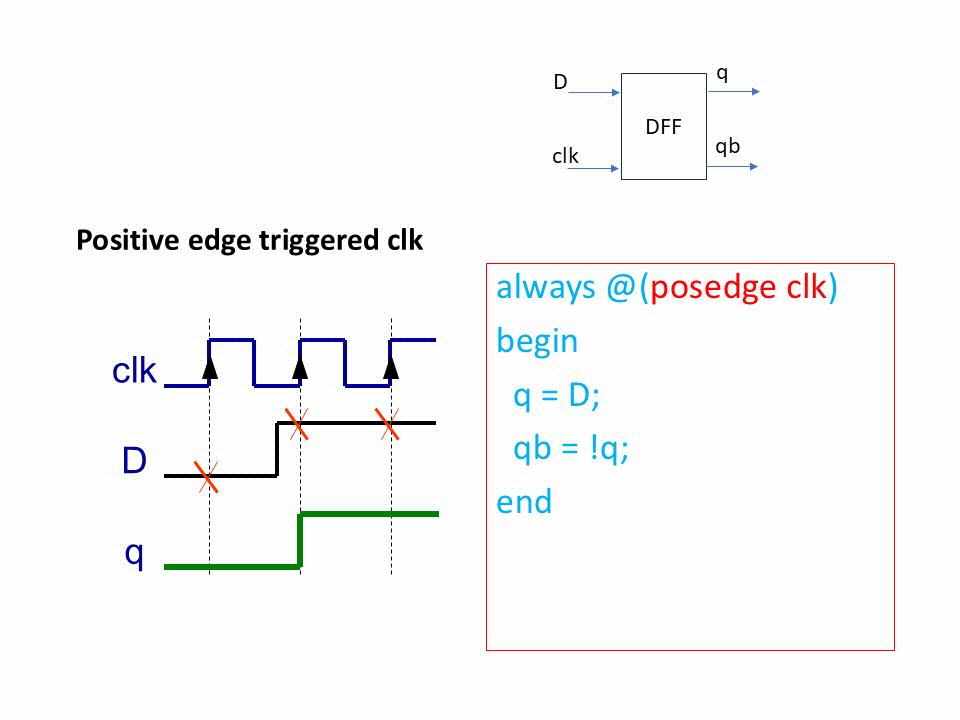 D
q
DFF
clk
qb
Positive edge triggered clk
always @(posedge clk)
begin
q = D;
qb = !q;
end
clk
D
q